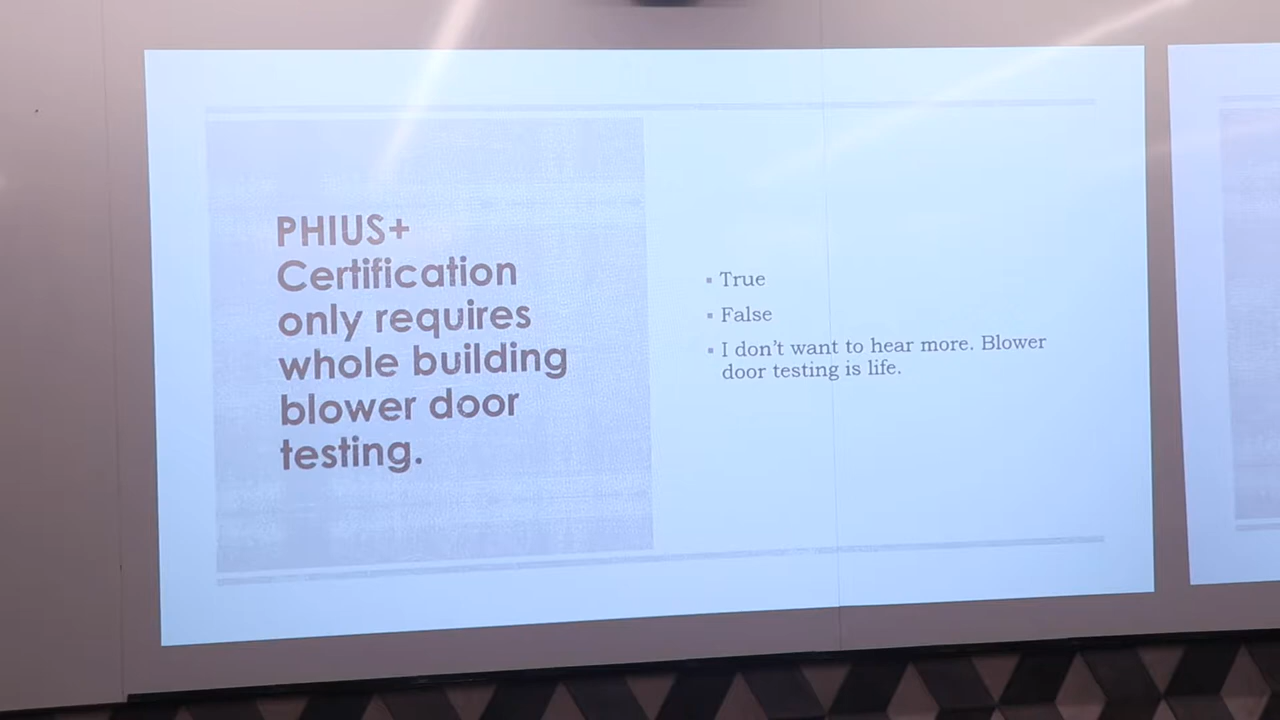 PHIUS+
Certification
only requires
whole building
blower door
testing.
▪ True
▪ False
▪ I don't want to hear more. Blower
door testing is life.